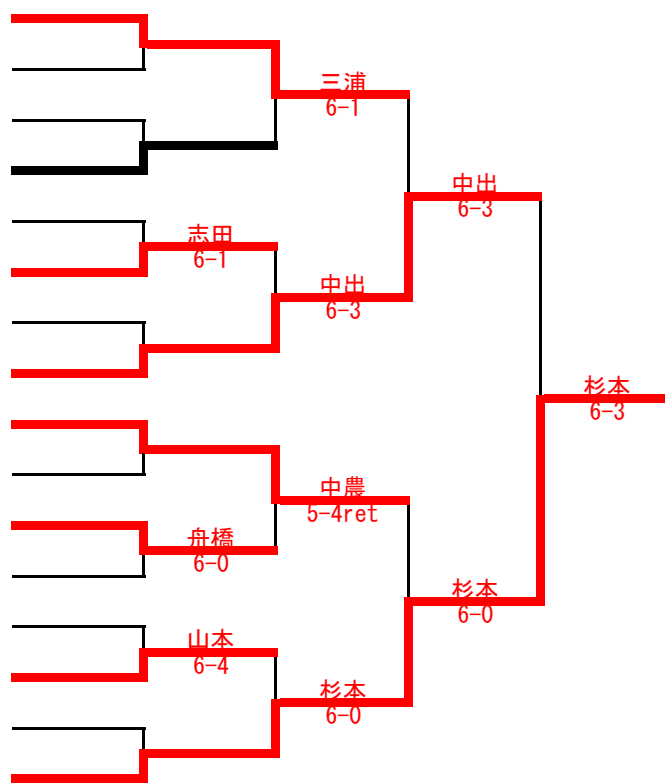 三浦
6-1
中出
6-3
志田
6-1
中出
6-3
杉本
6-3
中農
5-4ret
舟橋
6-0
杉本
6-0
山本
6-4
杉本
6-0